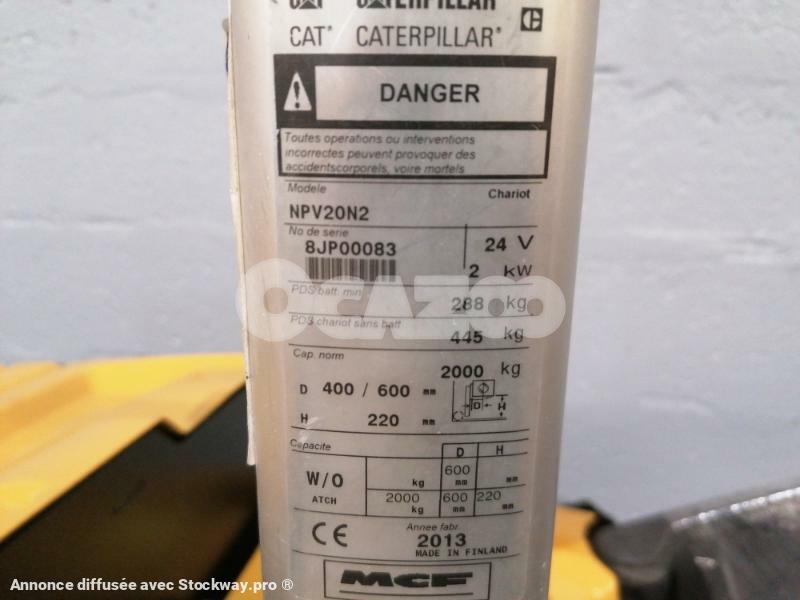 CAT CATERPILLAR
CAT® CATERPILLAR® C
DANGER
Toutes operations ou interventions
incorrectes peuvent provoquer des
accidentscorporels, voire mortels
Modele Chariot
NPV20N2
No de serie
8JP00083 24 V
2 kW
PDS batt. min 288 kg
PDS chariot sans batt 445 kg
Cap. norm 2000 kg
D 400 / 600 mm D H
H 220 mm
Capacite D H
W/O kg 600 mm mm
ATCH 2000 kg 600 mm 220 mm
CE Annee fabr.
2013
MADE IN FINLAND
MCF
OCAZOO
Annonce diffusée avec Stockway.pro ®